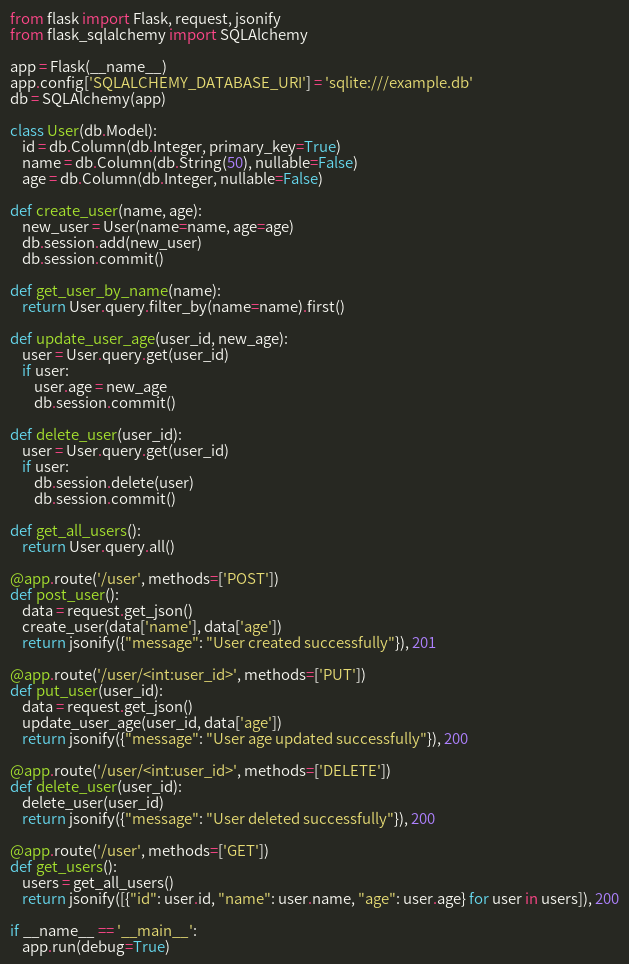 from flask import Flask, request, jsonify
from flask_sqlalchemy import SQLAlchemy

app = Flask(__name__)
app.config['SQLALCHEMY_DATABASE_URI'] = 'sqlite:///example.db'
db = SQLAlchemy(app)

class User(db.Model):
    id = db.Column(db.Integer, primary_key=True)
    name = db.Column(db.String(50), nullable=False)
    age = db.Column(db.Integer, nullable=False)

def create_user(name, age):
    new_user = User(name=name, age=age)
    db.session.add(new_user)
    db.session.commit()

def get_user_by_name(name):
    return User.query.filter_by(name=name).first()

def update_user_age(user_id, new_age):
    user = User.query.get(user_id)
    if user:
        user.age = new_age
        db.session.commit()

def delete_user(user_id):
    user = User.query.get(user_id)
    if user:
        db.session.delete(user)
        db.session.commit()

def get_all_users():
    return User.query.all()

@app.route('/user', methods=['POST'])
def post_user():
    data = request.get_json()
    create_user(data['name'], data['age'])
    return jsonify({"message": "User created successfully"}), 201

@app.route('/user/<int:user_id>', methods=['PUT'])
def put_user(user_id):
    data = request.get_json()
    update_user_age(user_id, data['age'])
    return jsonify({"message": "User age updated successfully"}), 200

@app.route('/user/<int:user_id>', methods=['DELETE'])
def delete_user(user_id):
    delete_user(user_id)
    return jsonify({"message": "User deleted successfully"}), 200

@app.route('/user', methods=['GET'])
def get_users():
    users = get_all_users()
    return jsonify([{"id": user.id, "name": user.name, "age": user.age} for user in users]), 200

if __name__ == '__main__':
    app.run(debug=True)